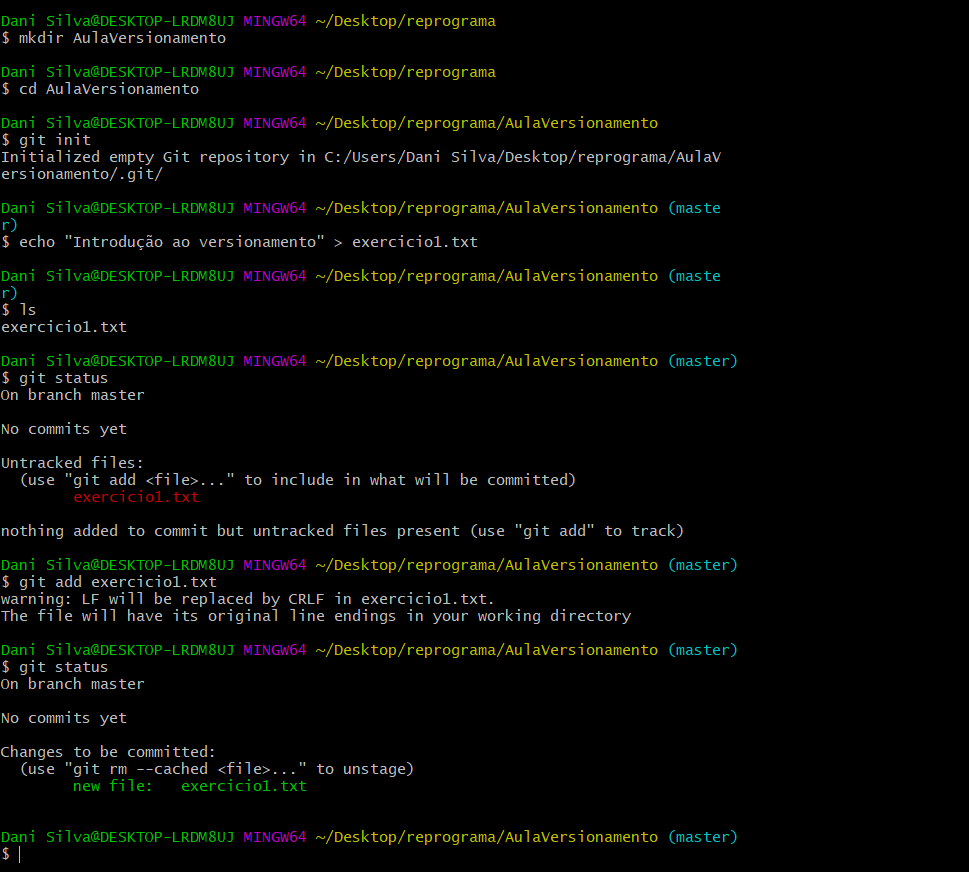 Dani Silva@DESKTOP-LRDM8UJ MINGW64 ~/Desktop/reprograma
$ mkdir AulaVersionamento
Dani Silva@DESKTOP-LRDM8UJ MINGW64 ~/Desktop/reprograma
$ cd AulaVersionamento
Dani Silva@DESKTOP-LRDM8UJ MINGW64 ~/Desktop/reprograma/AulaVersionamento
$ git init
Initialized empty Git repository in C:/Users/Dani Silva/Desktop/reprograma/AulaV
ersionamento/.git/
Dani Silva@DESKTOP-LRDM8UJ MINGW64 ~/Desktop/reprograma/AulaVersionamento (maste
r)
$ echo "Introdução ao versionamento" > exercicio1.txt
Dani Silva@DESKTOP-LRDM8UJ MINGW64 ~/Desktop/reprograma/AulaVersionamento (maste
r)
$ ls
exercicio1.txt
Dani Silva@DESKTOP-LRDM8UJ MINGW64 ~/Desktop/reprograma/AulaVersionamento (master)
$ git status
On branch master
No commits yet
Untracked files:
  (use "git add <file>..." to include in what will be committed)
        exercicio1.txt
nothing added to commit but untracked files present (use "git add" to track)
Dani Silva@DESKTOP-LRDM8UJ MINGW64 ~/Desktop/reprograma/AulaVersionamento (master)
$ git add exercicio1.txt
warning: LF will be replaced by CRLF in exercicio1.txt.
The file will have its original line endings in your working directory
Dani Silva@DESKTOP-LRDM8UJ MINGW64 ~/Desktop/reprograma/AulaVersionamento (master)
$ git status
On branch master
No commits yet
Changes to be committed:
  (use "git rm --cached <file>..." to unstage)
        new file:   exercicio1.txt
Dani Silva@DESKTOP-LRDM8UJ MINGW64 ~/Desktop/reprograma/AulaVersionamento (master)
$